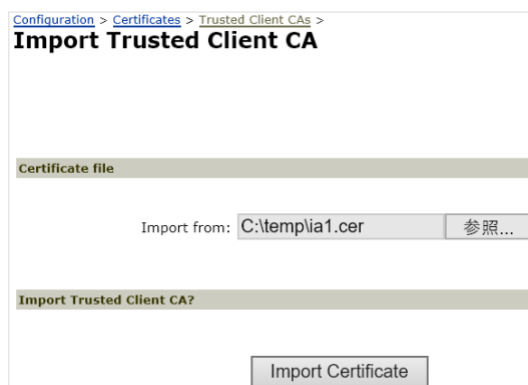 Configuration > Certificates > Trusted Client CAs >
Import Trusted Client CA
Certificate file
Import from: C:\temp\ia1.cer 参照...
Import Trusted Client CA?
Import Certificate